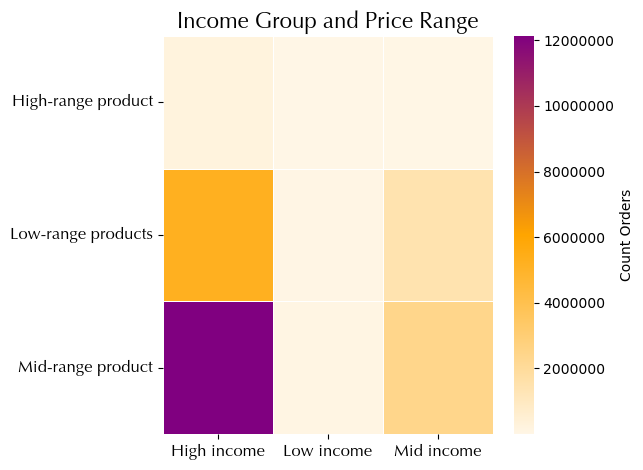 Income Group and Price Range
High-range product
Low-range products
Mid-range product
High income
Low income
Mid income
12000000
10000000
8000000
6000000
4000000
2000000
Count Orders